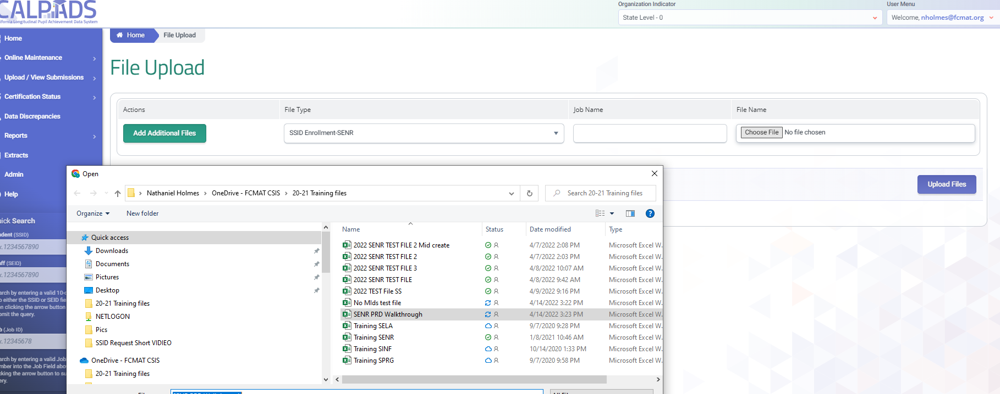 CALPADS
California Longitudinal Pupil Achievement Data System
Organization Indicator
State Level - 0
User Menu
Welcome, nholmes@fcmat.org
Home
Online Maintenance
Upload / View Submissions
Certification Status
Data Discrepancies
Reports
Extracts
Admin
Help
Home
File Upload
File Upload
Actions
File Type
Job Name
File Name
Add Additional Files
SSID Enrollment-SENR
Choose File No file chosen
Upload Files
uick Search
udent (SSID)
x.1234567890
aff (SEID)
x.1234567890
arch by entering a valid 10-
o either the SSID or SEID fie
en clicking the arrow button
bmit the query.
b (Job ID)
x.12345678
arch by entering a valid Job
mber into the Job Field abov
cking the arrow button to su
ery.
Open
Nathaniel Holmes > OneDrive - FCMAT CSIS > 20-21 Training files
Search 20-21 Training files
Organize
New folder
Quick access
Downloads
Documents
Pictures
Desktop
20-21 Training files
NETLOGON
Pics
SSID Request Short VIDIEO
OneDrive - FCMAT CSIS
20-21 Training files
Name Status Date modified Type
2022 SENR TEST FILE 2 Mid create 4/7/2022 2:08 PM Microsoft Excel W.
2022 SENR TEST FILE 2 4/7/2022 2:03 PM Microsoft Excel W.
2022 SENR TEST FILE 3 4/8/2022 10:07 AM Microsoft Excel W.
2022 SENR TEST FILE 4/8/2022 9:42 AM Microsoft Excel W.
2022 TEST File SS 4/9/2022 9:16 PM Microsoft Excel W.
No MIds test file 4/14/2022 3:22 PM Microsoft Excel W.
SENR PRD Walkthrough 4/14/2022 3:23 PM Microsoft Excel W.
Training SELA 9/7/2020 9:28 PM Microsoft Excel W.
Training SENR 1/8/2021 10:46 AM Microsoft Excel W.
Training SINF 10/14/2020 1:33 PM Microsoft Excel W.
Training SPRG 9/7/2020 9:58 PM Microsoft Excel W.